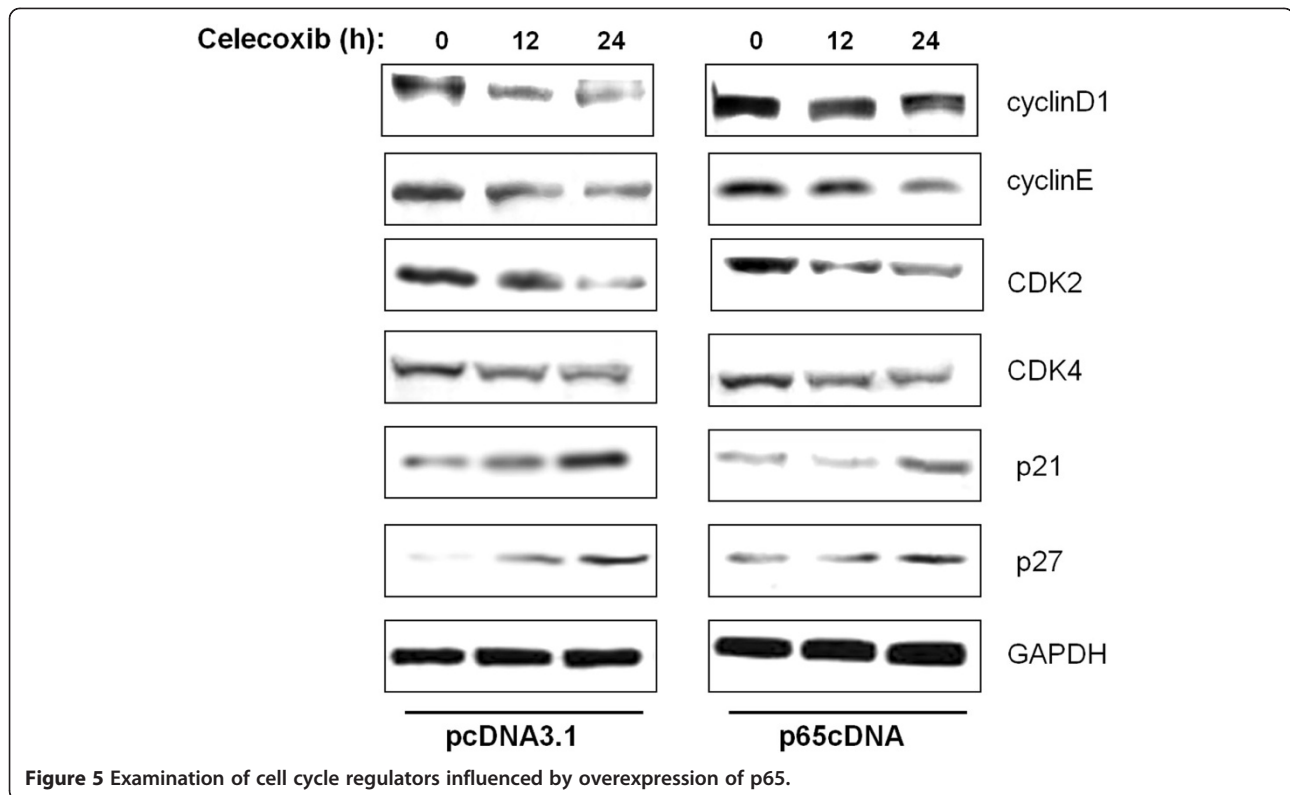 Celecoxib (h): 0 12 24 0 12 24
cyclinD1
cyclinE
CDK2
CDK4
p21
p27
GAPDH
pcDNA3.1 p65cDNA
Figure 5 Examination of cell cycle regulators influenced by overexpression of p65.